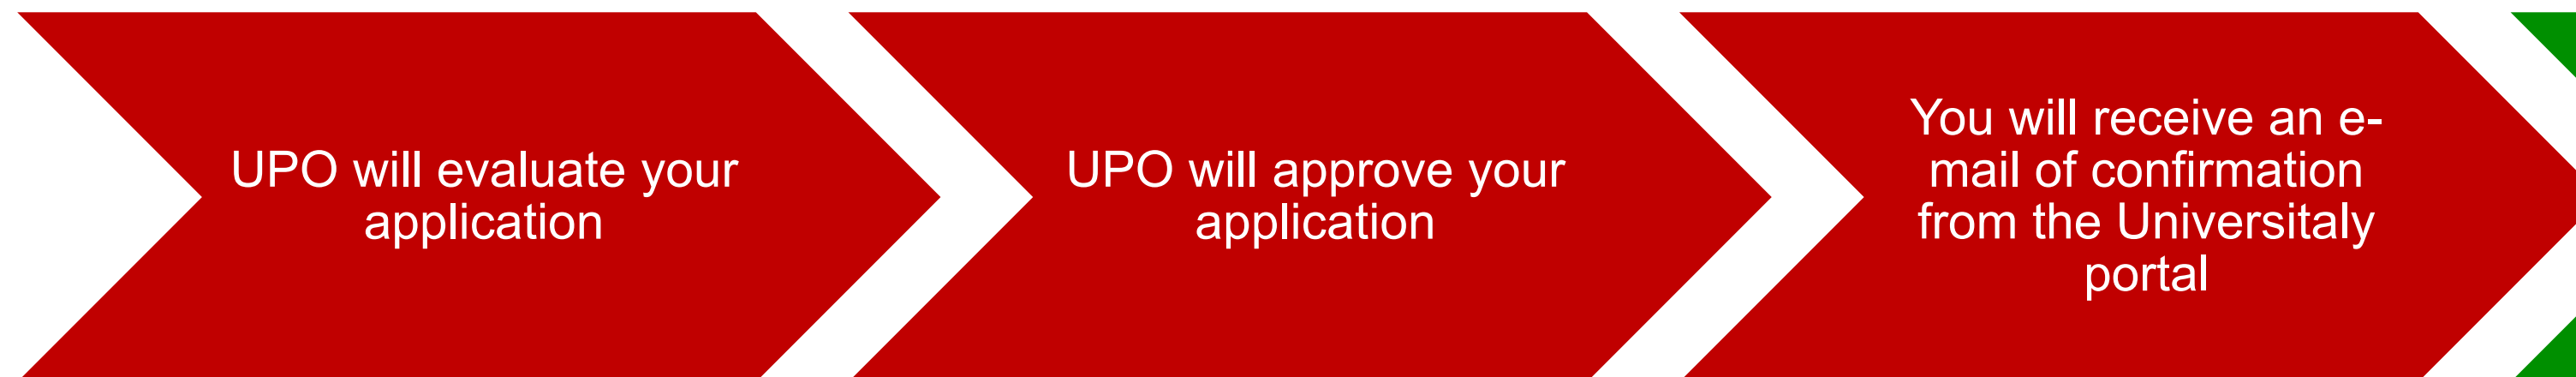 UPO will evaluate your
application
UPO will approve your
application
You will receive an e-
mail of confirmation
from the Universitaly
portal